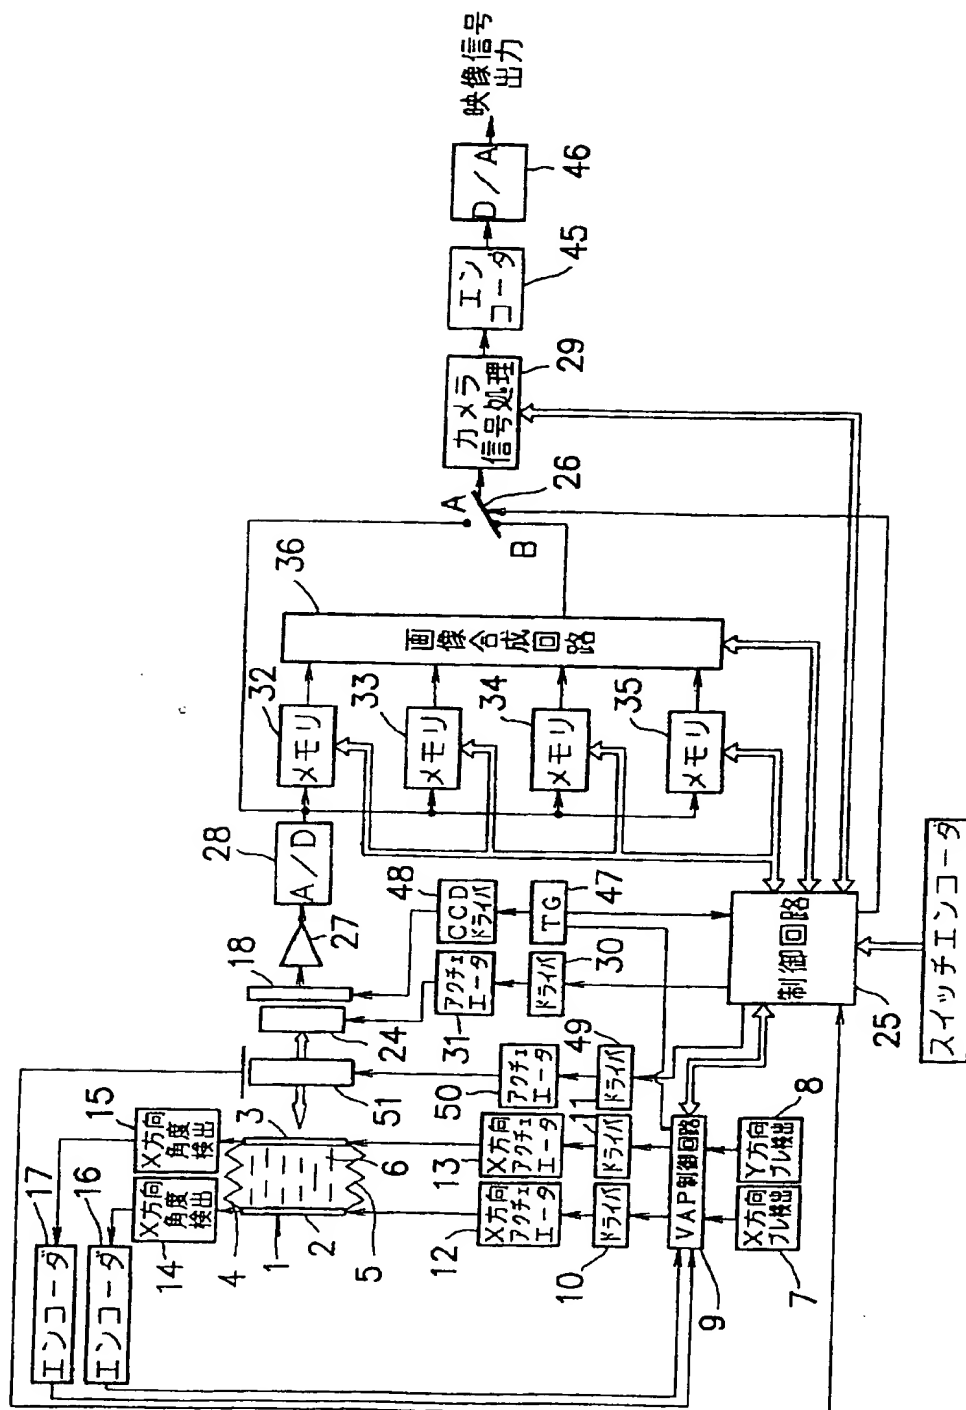 映像信号
出力
D/A
46
エン
コーダ
45
カメラ
信号処理
29
A
26
B
36
画像合成回路
32
メモリ
33
メモリ
34
メモリ
35
メモリ
28
A/D
27
18
24
51
48
CCD
ドライバ
47
TG
アクチュ
エータ
31
ドライバ
30
アクチェ
エータ
50
ドライバ
49
制御回路
25
スイッチエンコーダ
17
エンコーダ
16
エンコーダ
15
X方向
角度
検出
14
X方向
角度
検出
3
4
6
1
2
5
X方向
アクチェ
エータ
13
X方向
アクチェ
エータ
12
ドライバ
11
ドライバ
10
VAP制御回路
9
Y方向
ブレ検出
8
X方向
ブレ検出
7